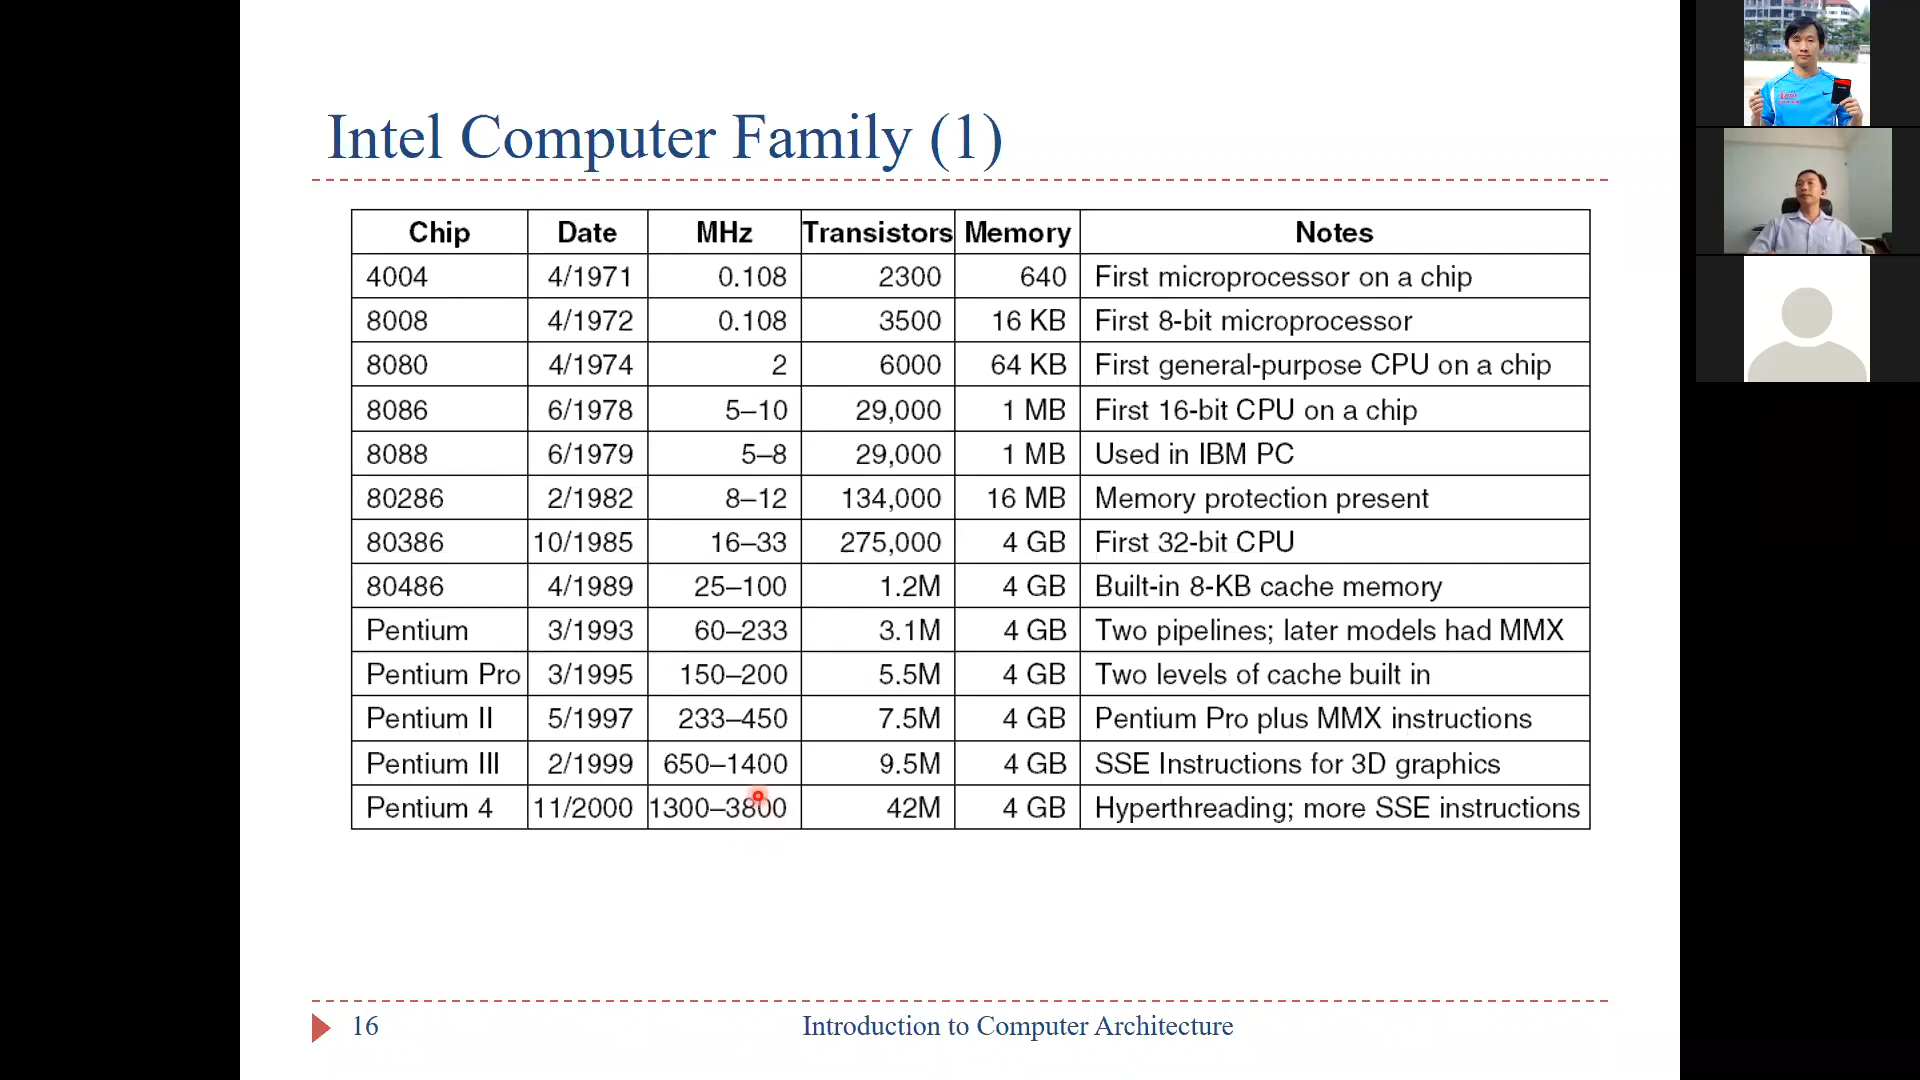 Intel Computer Family (1)
Chip Date MHz Transistors Memory Notes
4004 4/1971 0.108 2300 640 First microprocessor on a chip
8008 4/1972 0.108 3500 16 KB First 8-bit microprocessor
8080 4/1974 2 6000 64 KB First general-purpose CPU on a chip
8086 6/1978 5–10 29,000 1 MB First 16-bit CPU on a chip
8088 6/1979 5–8 29,000 1 MB Used in IBM PC
80286 2/1982 8–12 134,000 16 MB Memory protection present
80386 10/1985 16–33 275,000 4 GB First 32-bit CPU
80486 4/1989 25–100 1.2M 4 GB Built-in 8-KB cache memory
Pentium 3/1993 60–233 3.1M 4 GB Two pipelines; later models had MMX
Pentium Pro 3/1995 150–200 5.5M 4 GB Two levels of cache built in
Pentium II 5/1997 233–450 7.5M 4 GB Pentium Pro plus MMX instructions
Pentium III 2/1999 650–1400 9.5M 4 GB SSE Instructions for 3D graphics
Pentium 4 11/2000 1300–3800 42M 4 GB Hyperthreading; more SSE instructions
16 Introduction to Computer Architecture